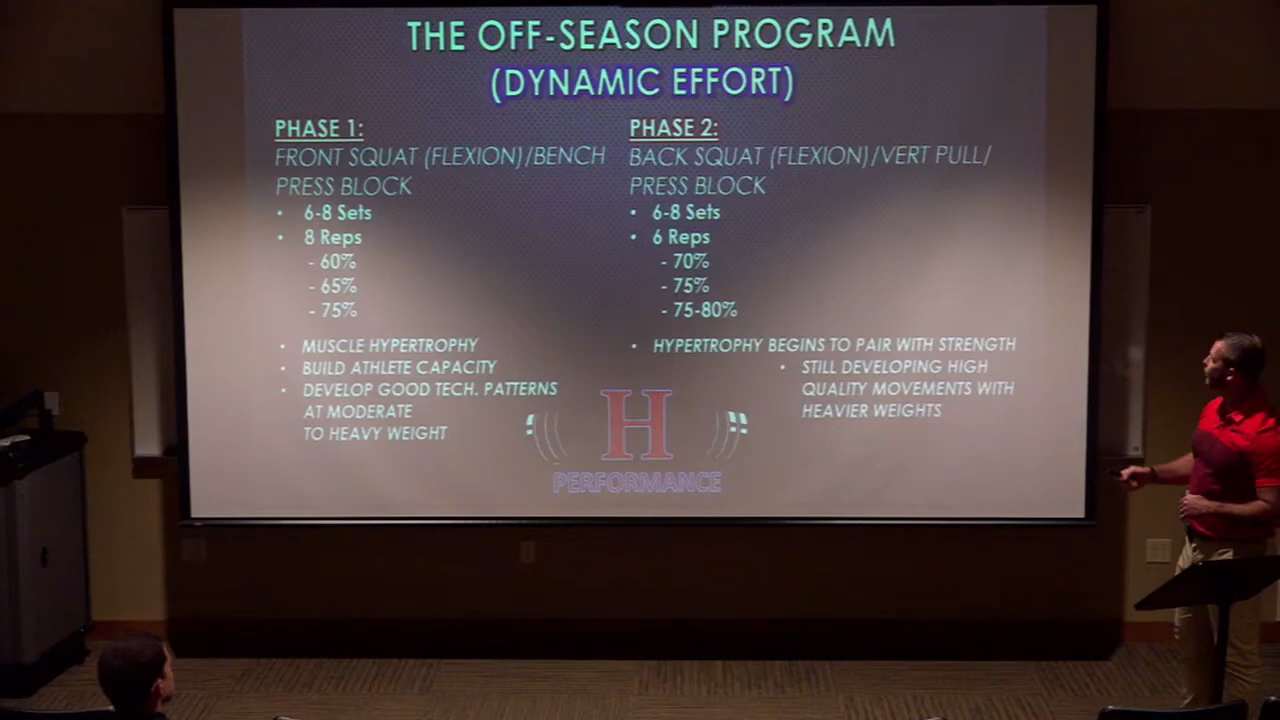 THE OFF-SEASON PROGRAM
(DYNAMIC EFFORT)
PHASE 1:
FRONT SQUAT (FLEXION)/BENCH
PRESS BLOCK
• 6-8 Sets
• 8 Reps
- 60%
- 65%
- 75%
• MUSCLE HYPERTROPHY
• BUILD ATHLETE CAPACITY
• DEVELOP GOOD TECH. PATTERNS
AT MODERATE
TO HEAVY WEIGHT
PHASE 2:
BACK SQUAT (FLEXION)/VERT PULL/
PRESS BLOCK
• 6-8 Sets
• 6 Reps
- 70%
- 75%
- 75-80%
• HYPERTROPHY BEGINS TO PAIR WITH STRENGTH
• STILL DEVELOPING HIGH
QUALITY MOVEMENTS WITH
HEAVIER WEIGHTS
H
PERFORMANCE